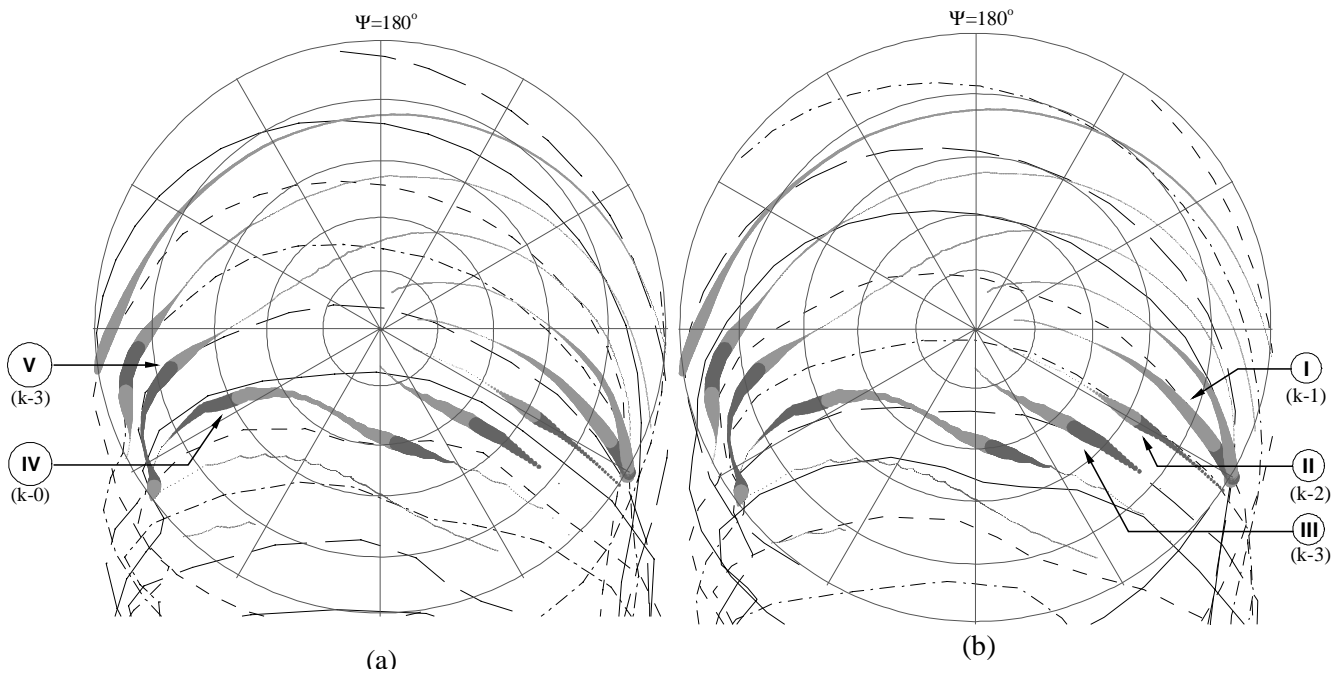 Ψ=180°
Ψ=180°
V
(k-3)
IV
(k-0)
I
(k-1)
II
(k-2)
III
(k-3)
(a)
(b)